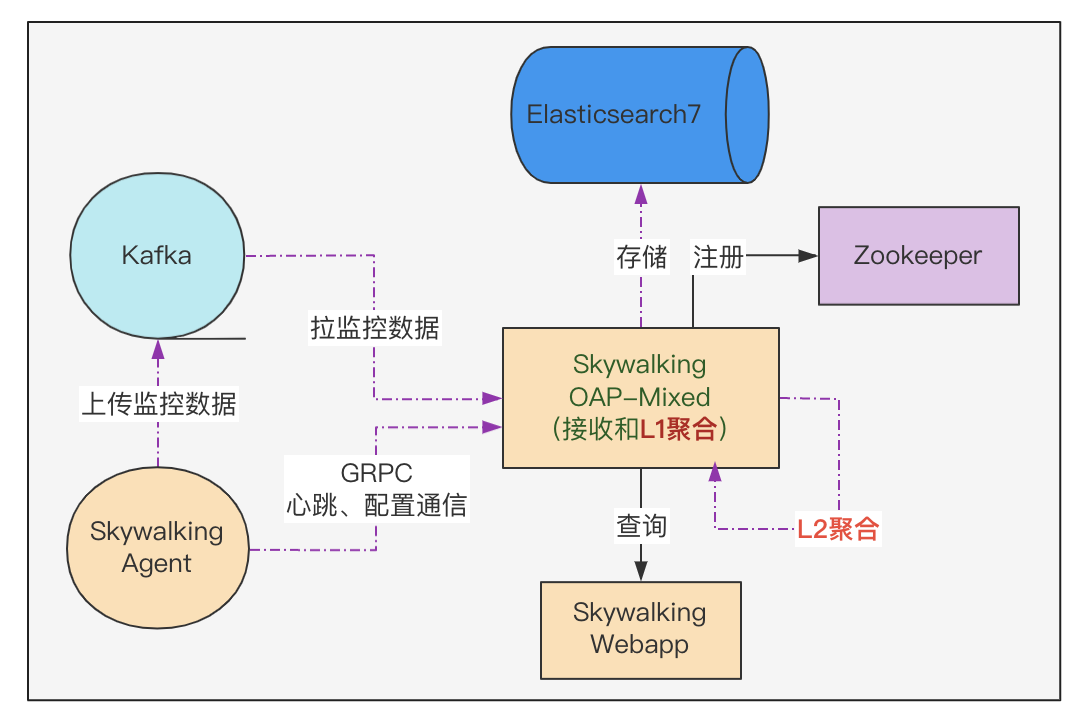 Elasticsearch7
Kafka
存储
注册
Zookeeper
拉监控数据
Skywalking
OAP-Mixed
（接收和L1聚合）
上传监控数据
GRPC
心跳、配置通信
Skywalking
Agent
查询
L2聚合
Skywalking
Webapp